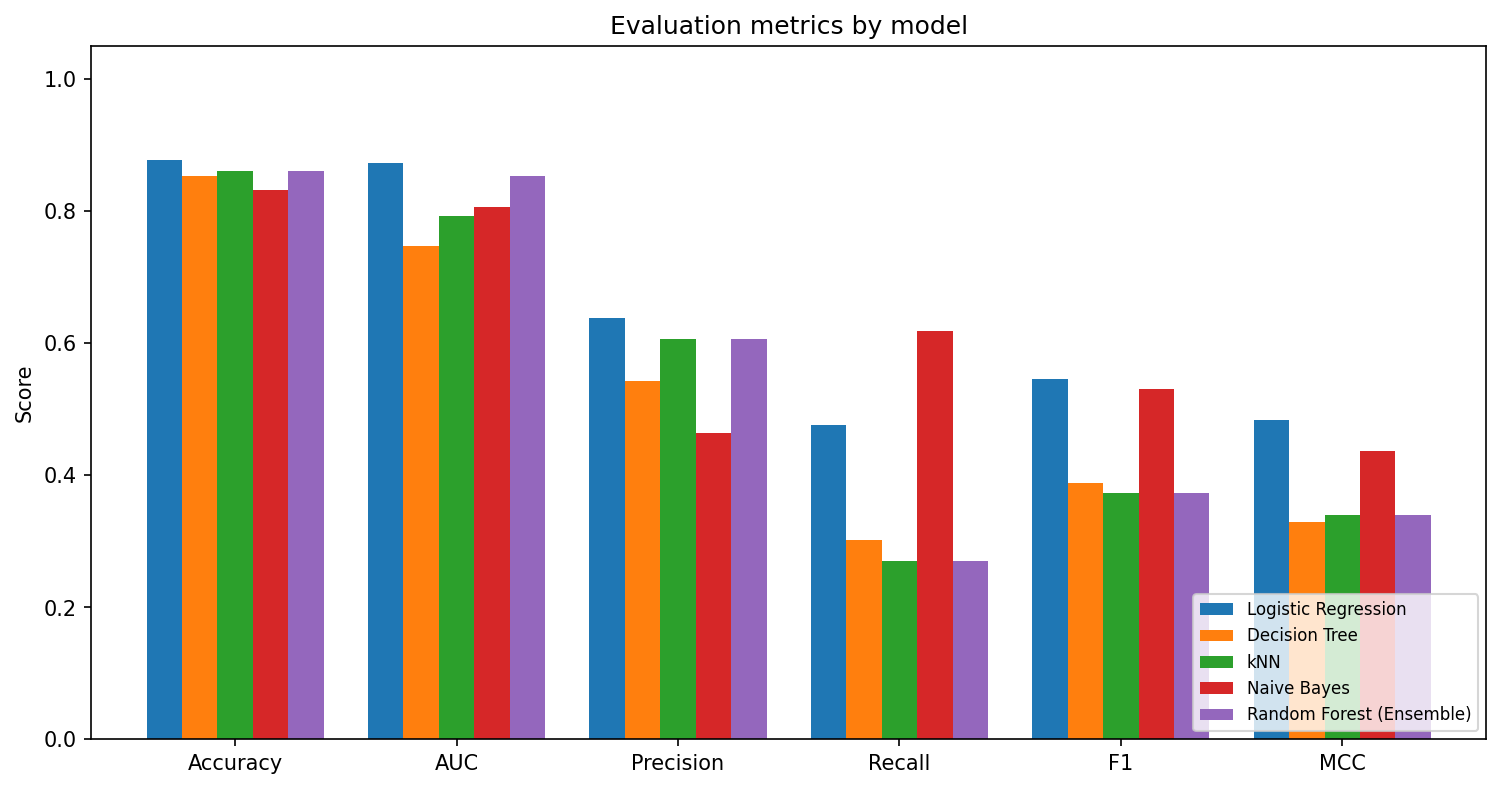 Evaluation metrics by model
Score
1.0
0.8
0.6
0.4
0.2
0.0
Accuracy
AUC
Precision
Recall
F1
MCC
Logistic Regression
Decision Tree
kNN
Naive Bayes
Random Forest (Ensemble)